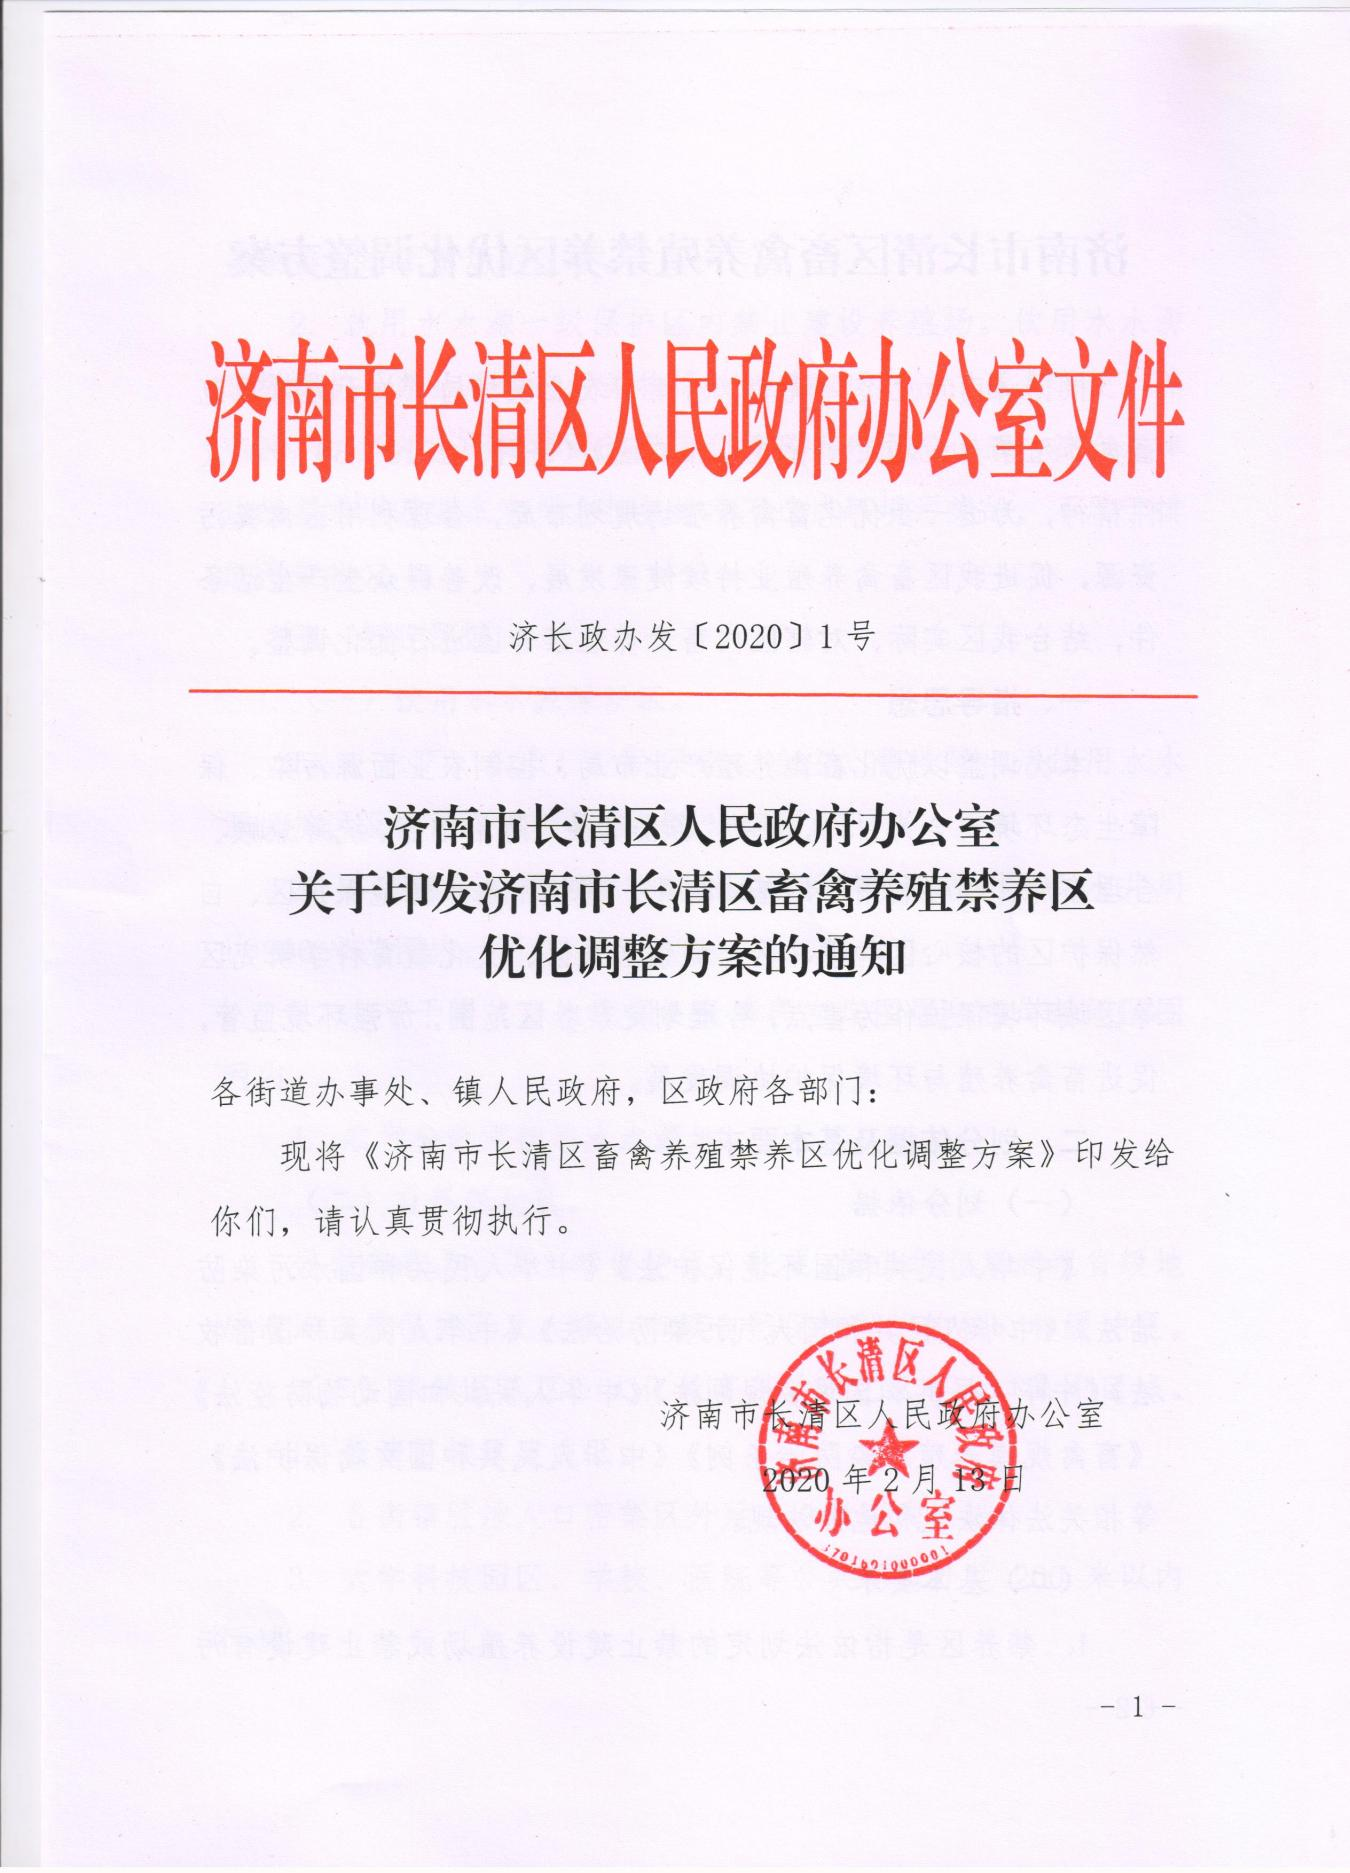 济南市长清区人民政府办公室文件
济长政办发〔2020〕1号
济南市长清区人民政府办公室
关于印发济南市长清区畜禽养殖禁养区
优化调整方案的通知
各街道办事处、镇人民政府，区政府各部门：
现将《济南市长清区畜禽养殖禁养区优化调整方案》印发给
你们，请认真贯彻执行。
济南市长清区人民政府办公室
2020年2月13日
济南市长清区人民政府
办公室
- 1 -